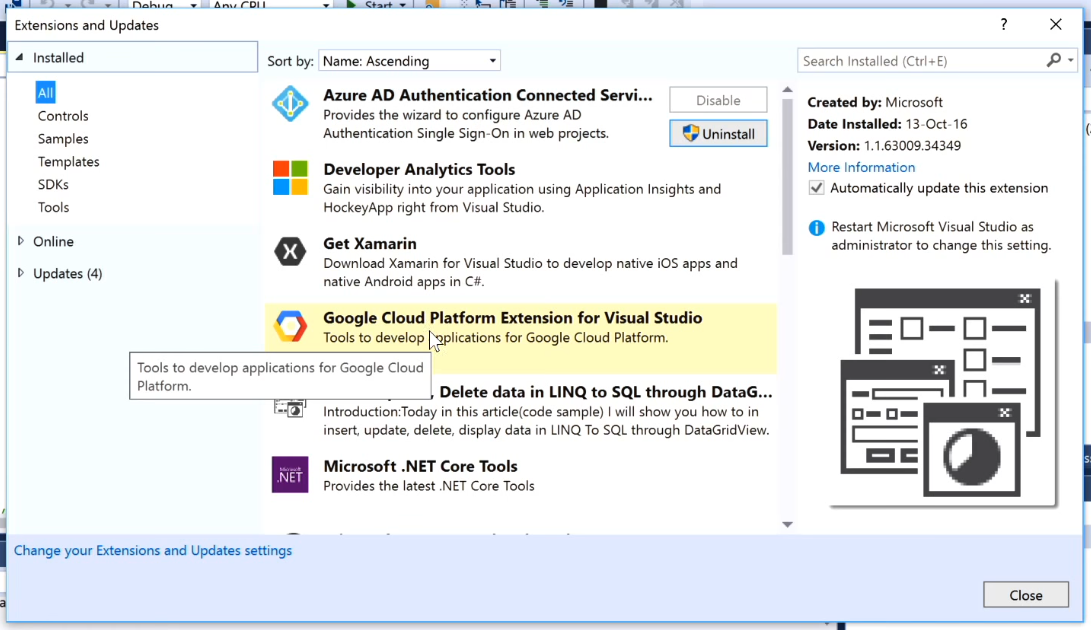 Debug
Any CPU
Start
Extensions and Updates
?
Installed
Sort by:
Name: Ascending
Search Installed (Ctrl+E)
All
Controls
Samples
Templates
SDKs
Tools
Online
Updates (4)
Azure AD Authentication Connected Servi...
Provides the wizard to configure Azure AD
Authentication Single Sign-On in web projects.
Disable
Uninstall
Developer Analytics Tools
Gain visibility into your application using Application Insights and
HockeyApp right from Visual Studio.
Get Xamarin
Download Xamarin for Visual Studio to develop native iOS apps and
native Android apps in C#.
Google Cloud Platform Extension for Visual Studio
Tools to develop applications for Google Cloud Platform.
Tools to develop applications for Google Cloud
Platform.
, Delete data in LINQ to SQL through DataG...
Introduction:Today in this article(code sample) I will show you how to in
insert, update, delete, display data in LINQ To SQL through DataGridView.
Microsoft
.NET
Microsoft .NET Core Tools
Provides the latest .NET Core Tools
Created by: Microsoft
Date Installed: 13-Oct-16
Version: 1.1.63009.34349
More Information
Automatically update this extension
Restart Microsoft Visual Studio as
administrator to change this setting.
Change your Extensions and Updates settings
Close